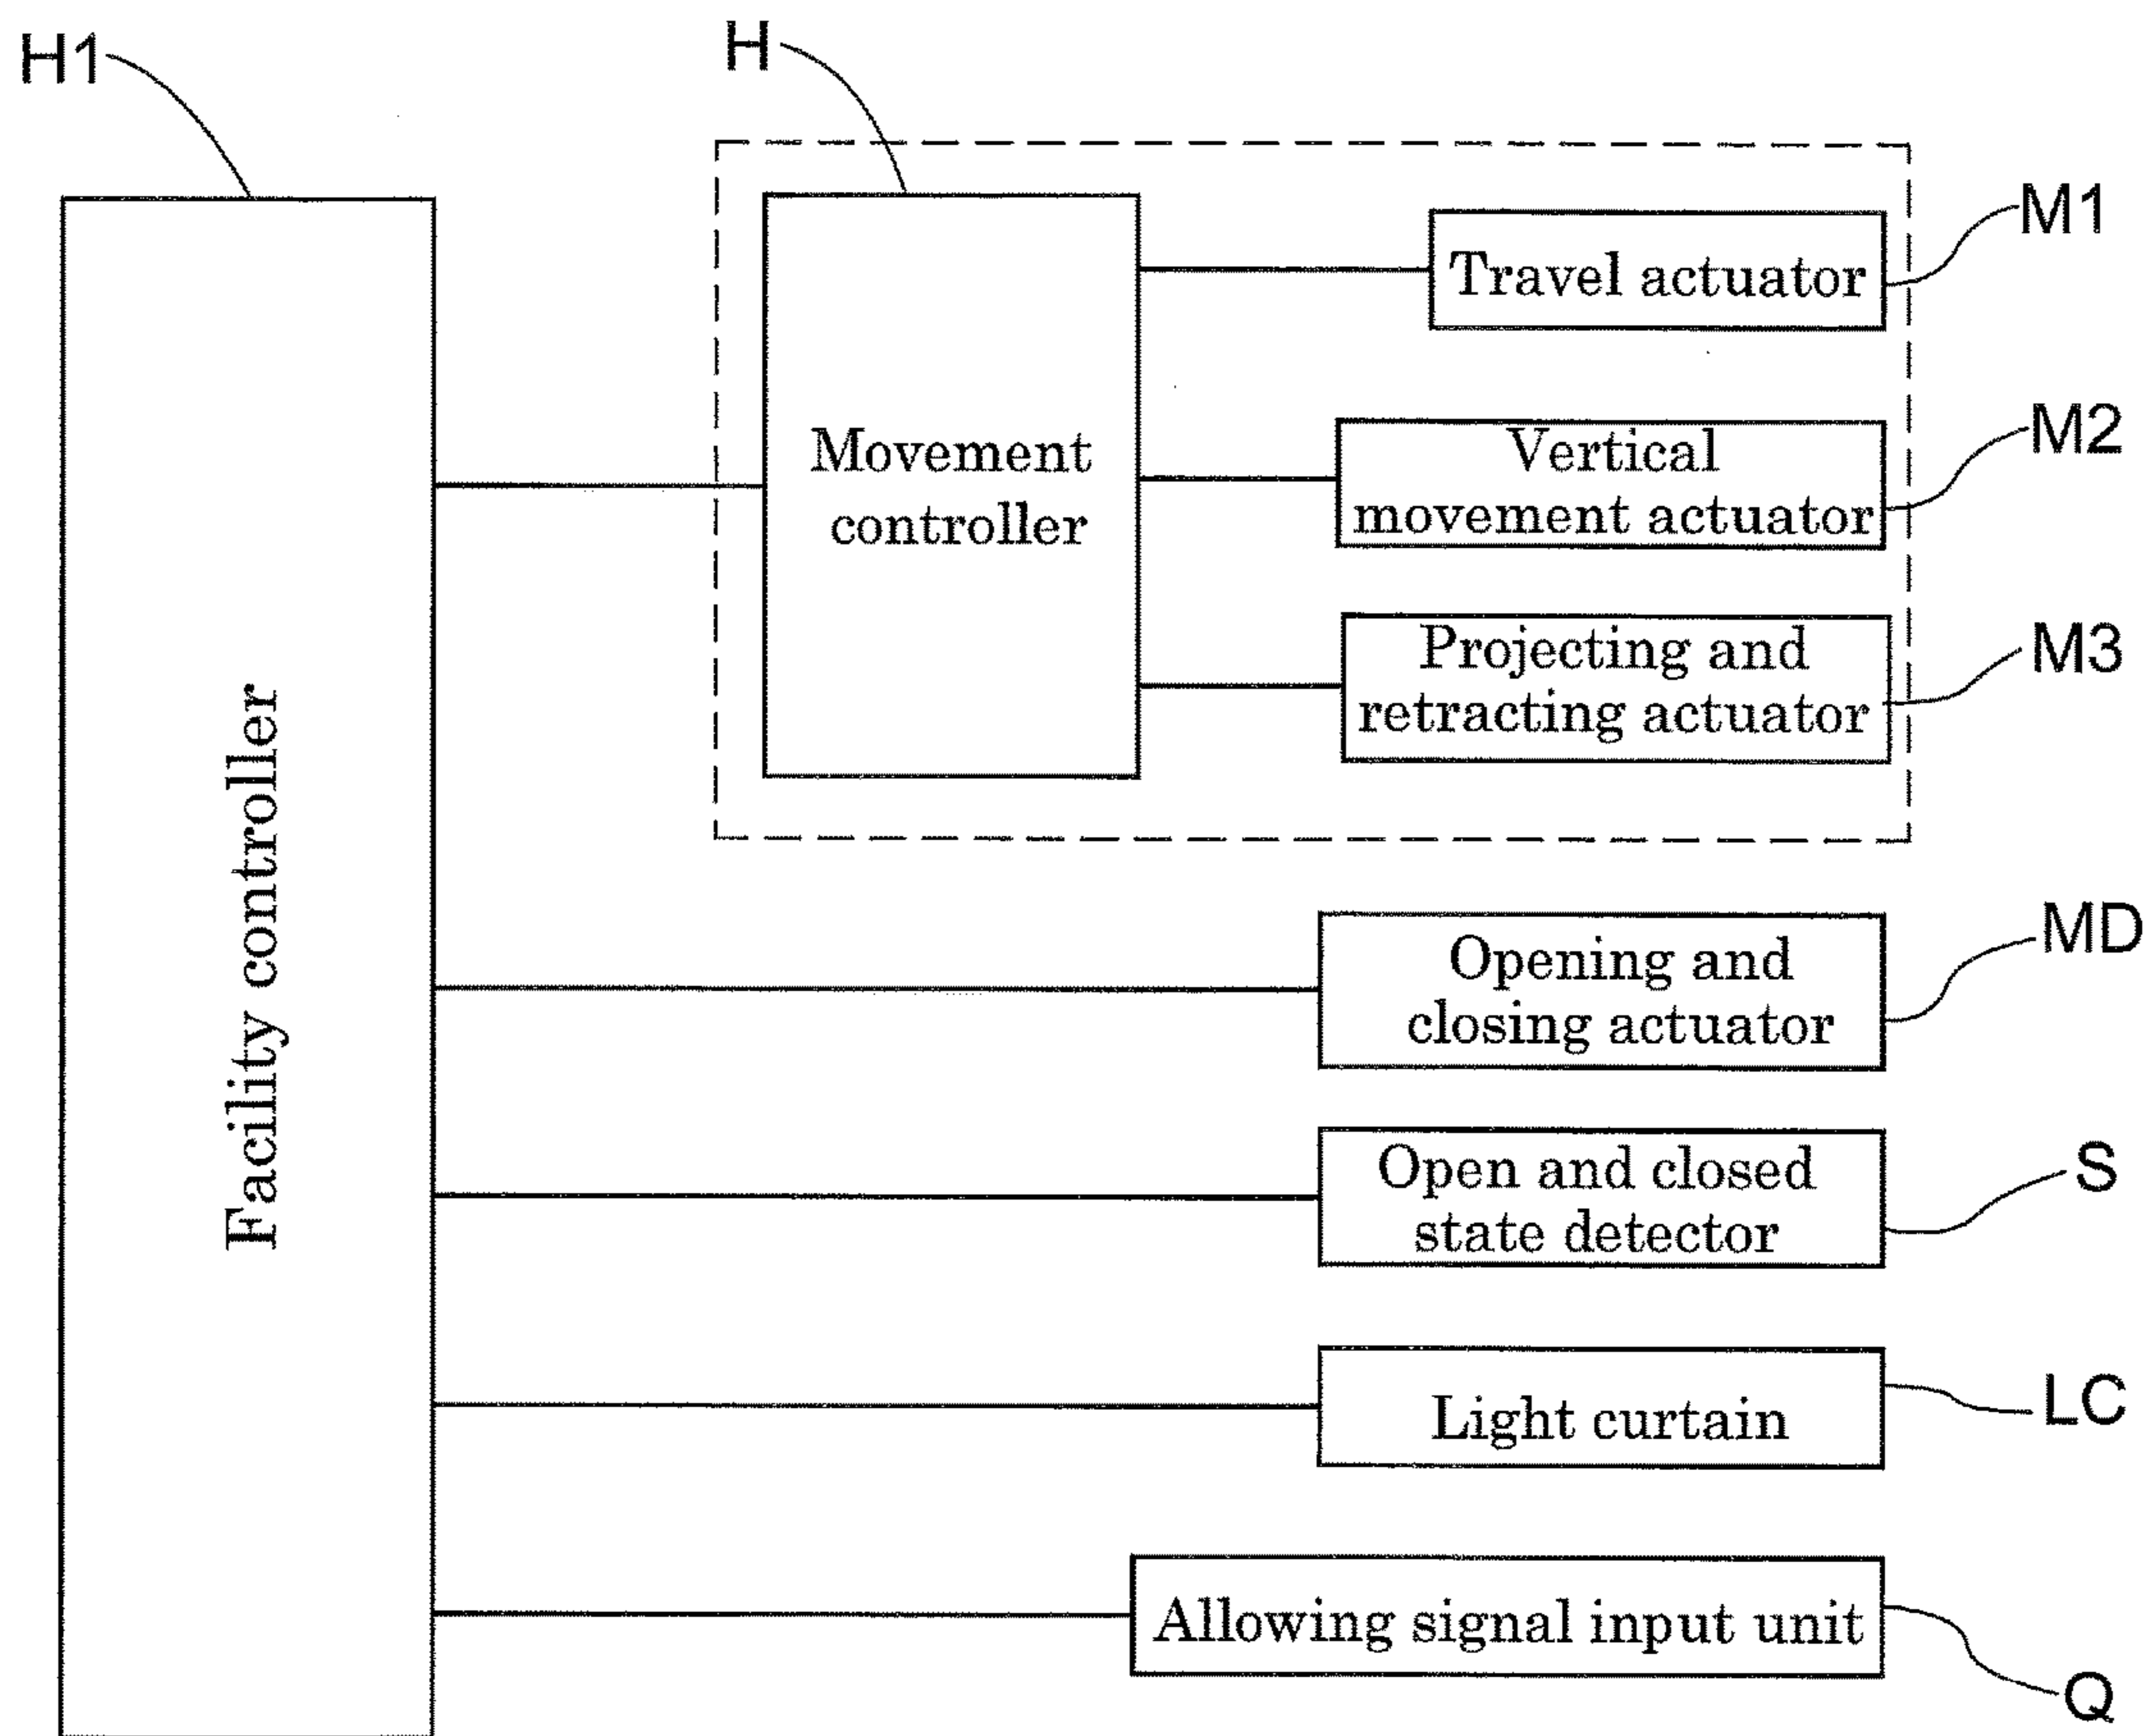 H1
H
M1
Travel actuator
M2
Vertical
movement actuator
Movement
controller
M3
Projecting and
retracting actuator
Facility controller
MD
Opening and
closing actuator
S
Open and closed
state detector
LC
Light curtain
Allowing signal input unit
Q